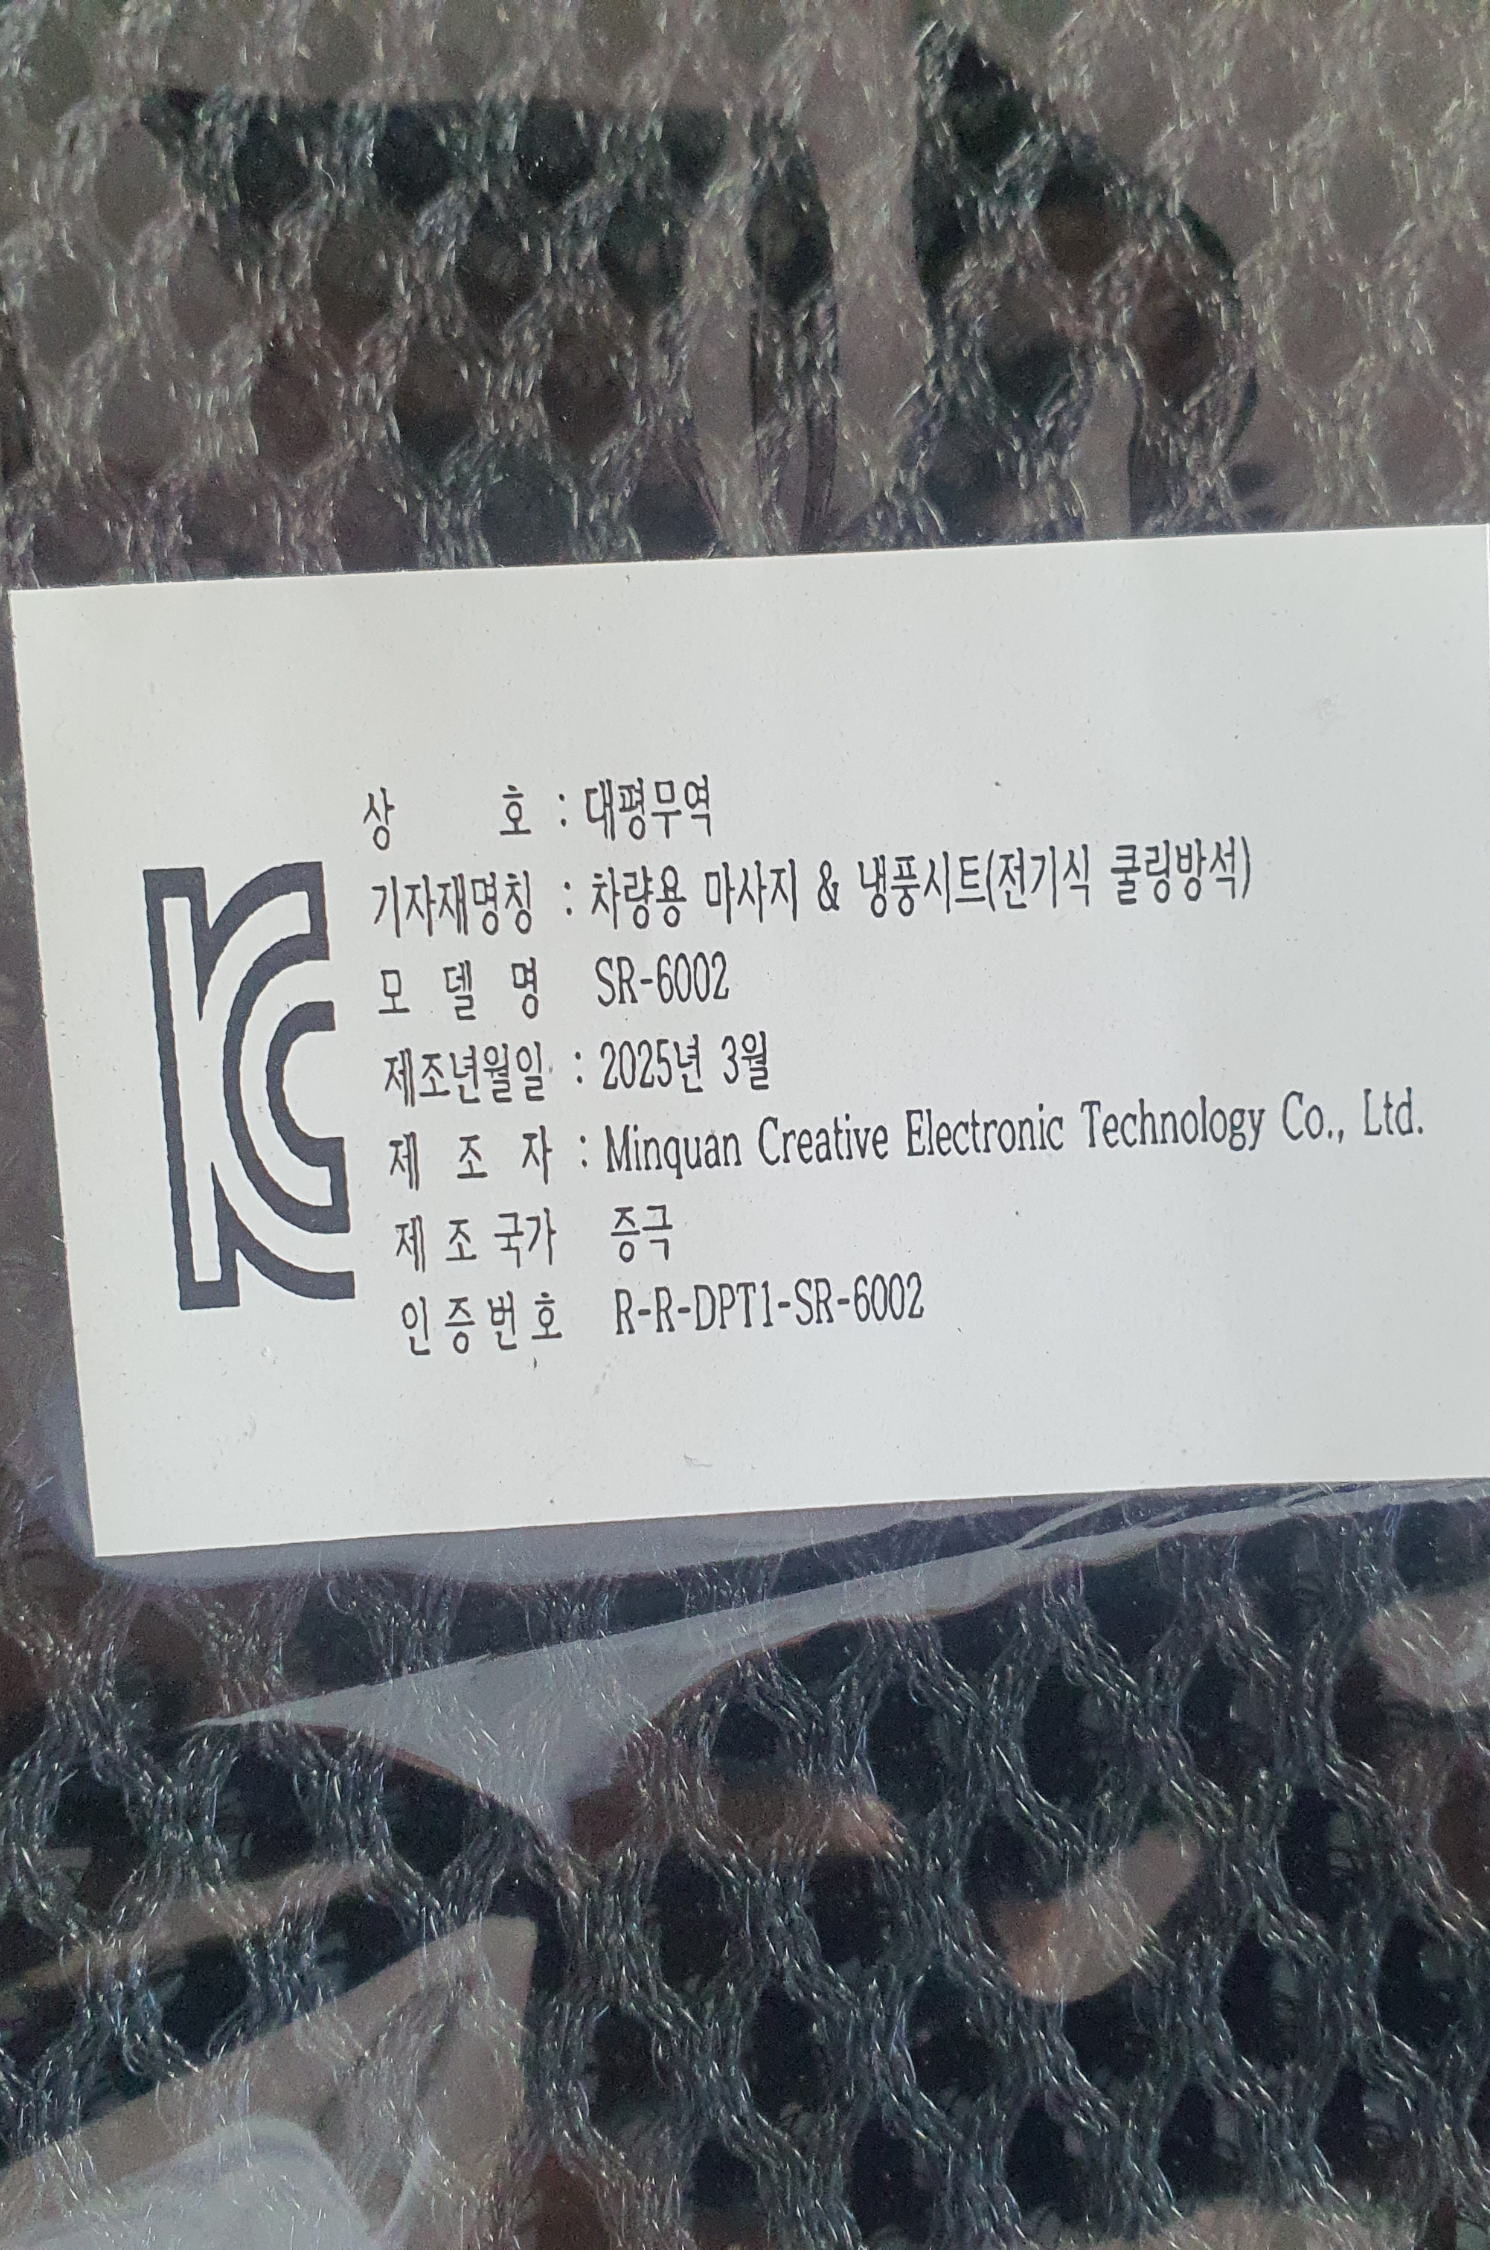 KC
상 호 : 대평무역
기자재명칭 : 차량용 마사지 & 냉풍시트(전기식 쿨링방석)
모 델 명 SR-6002
제조년월일 : 2025년 3월
제 조 자 : Minquan Creative Electronic Technology Co., Ltd.
제 조 국가 증극
인증번호 R-R-DPT1-SR-6002